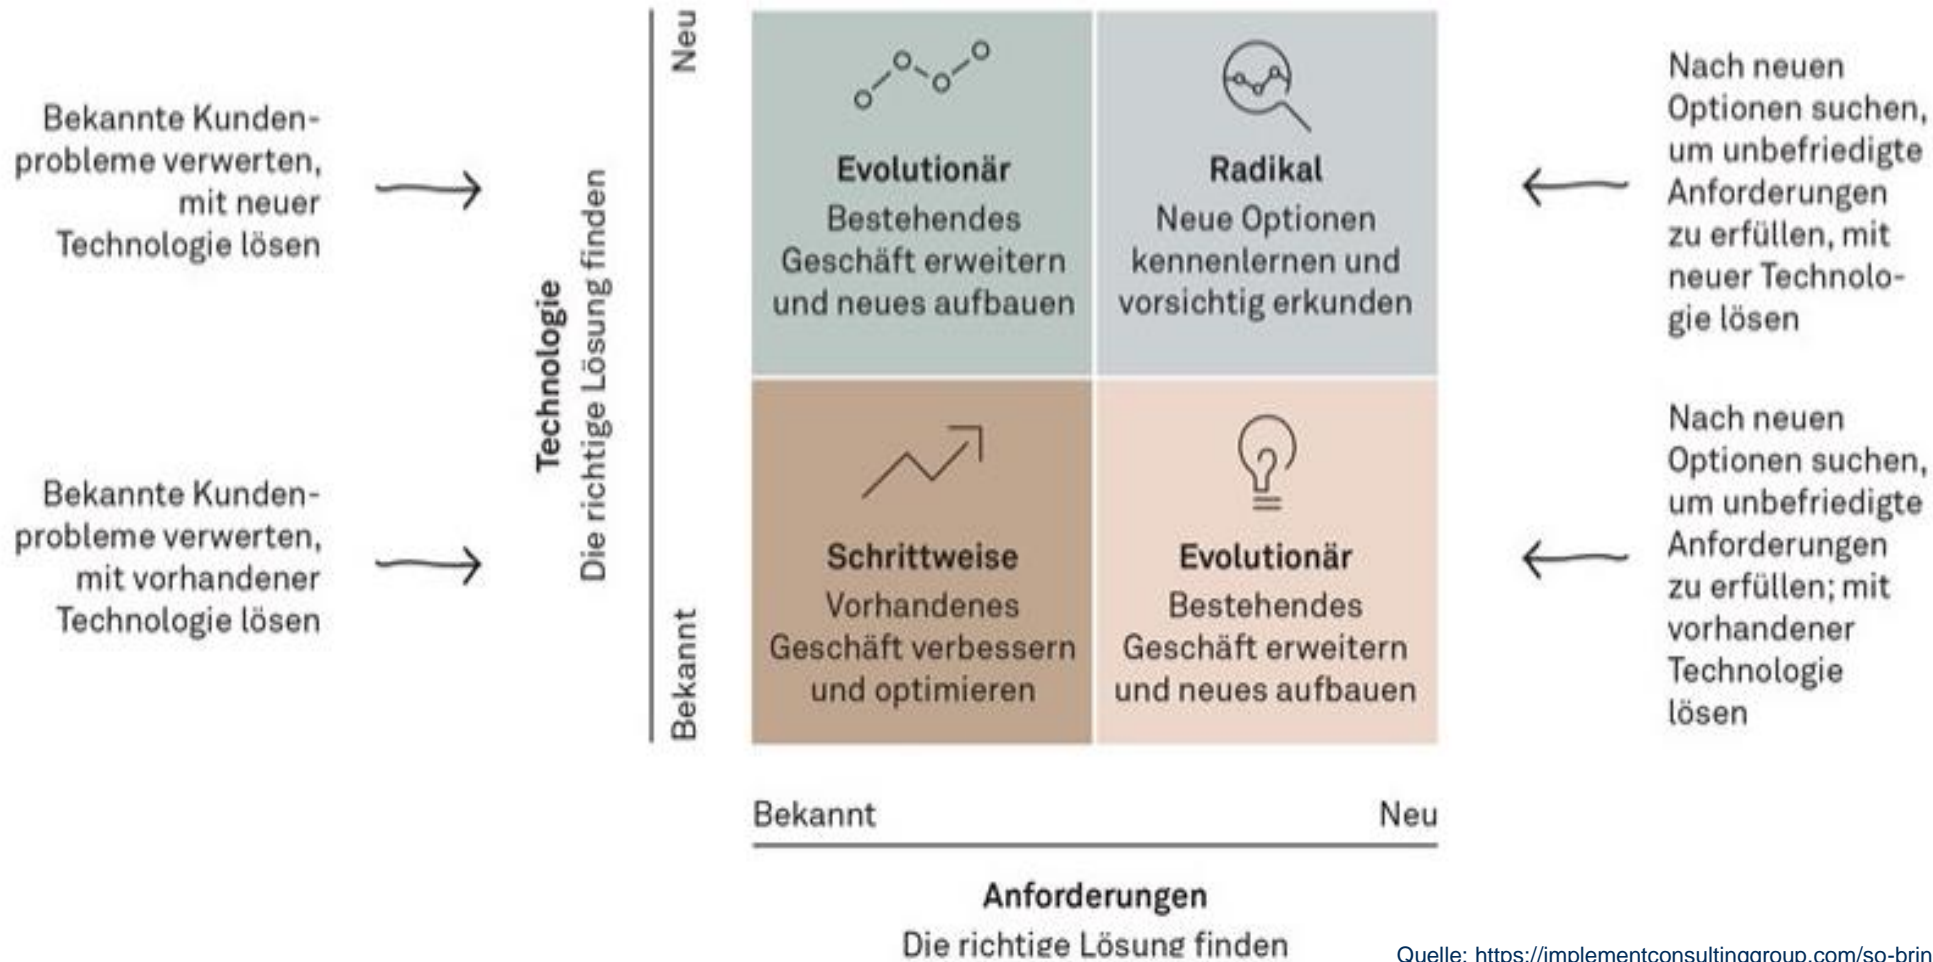 Bekannte Kunden-
probleme verwerten,
mit neuer
Technologie lösen
Bekannte Kunden-
probleme verwerten,
mit vorhandener
Technologie lösen
Technologie
Die richtige Lösung finden
Neu
Bekannt
Evolutionär
Bestehendes
Geschäft erweitern
und neues aufbauen
Radikal
Neue Optionen
kennenlernen und
vorsichtig erkunden
Schrittweise
Vorhandenes
Geschäft verbessern
und optimieren
Evolutionär
Bestehendes
Geschäft erweitern
und neues aufbauen
Nach neuen
Optionen suchen,
um unbefriedigte
Anforderungen
zu erfüllen, mit
neuer Technolo-
gie lösen
Nach neuen
Optionen suchen,
um unbefriedigte
Anforderungen
zu erfüllen; mit
vorhandener
Technologie
lösen
Bekannt Neu
Anforderungen
Die richtige Lösung finden
Quelle: https://implementconsultinggroup.com/so-brin